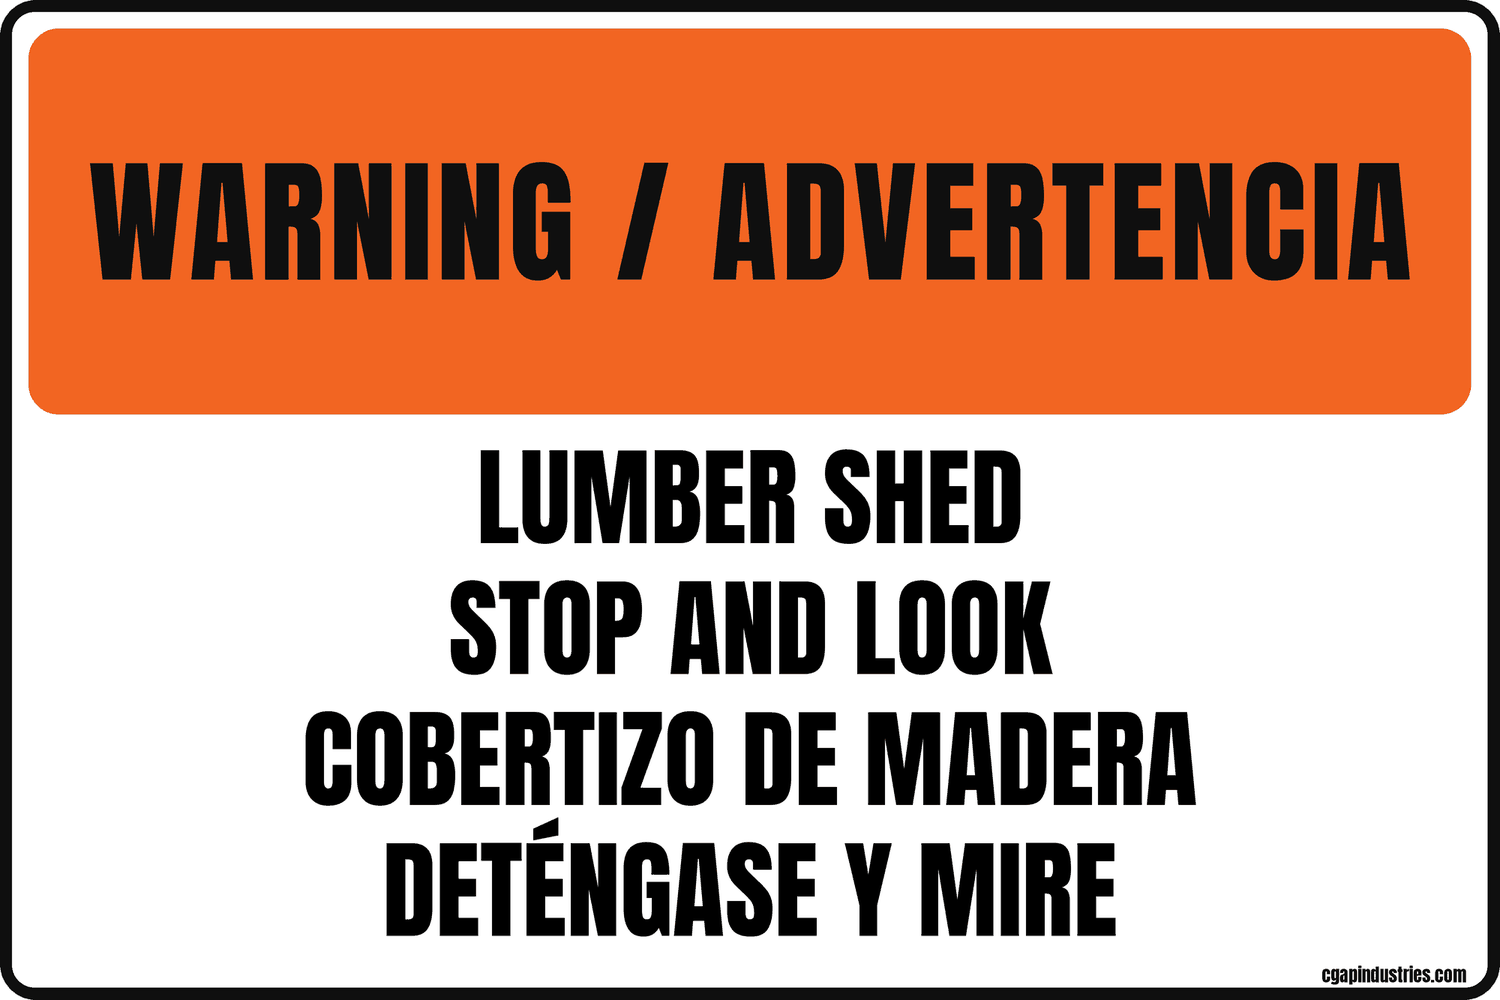 WARNING / ADVERTENCIA
LUMBER SHED
STOP AND LOOK
COBERTIZO DE MADERA
DETÉNGASE Y MIRE
cgapindustries.com